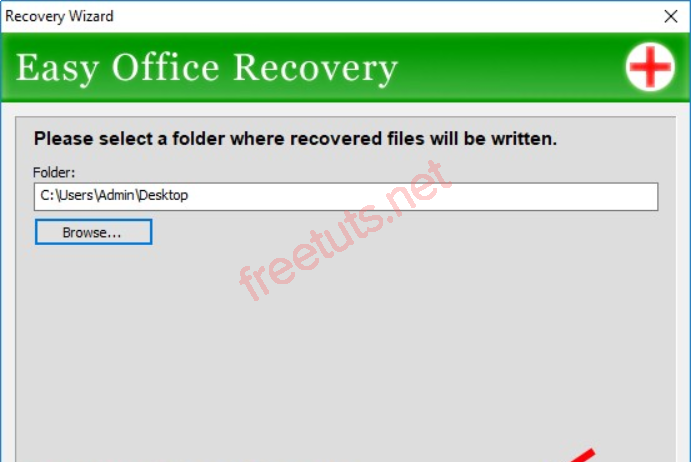 Recovery Wizard
Easy Office Recovery
Please select a folder where recovered files will be written.
Folder:
C:\Users\Admin\Desktop
Browse...
freetuts.net